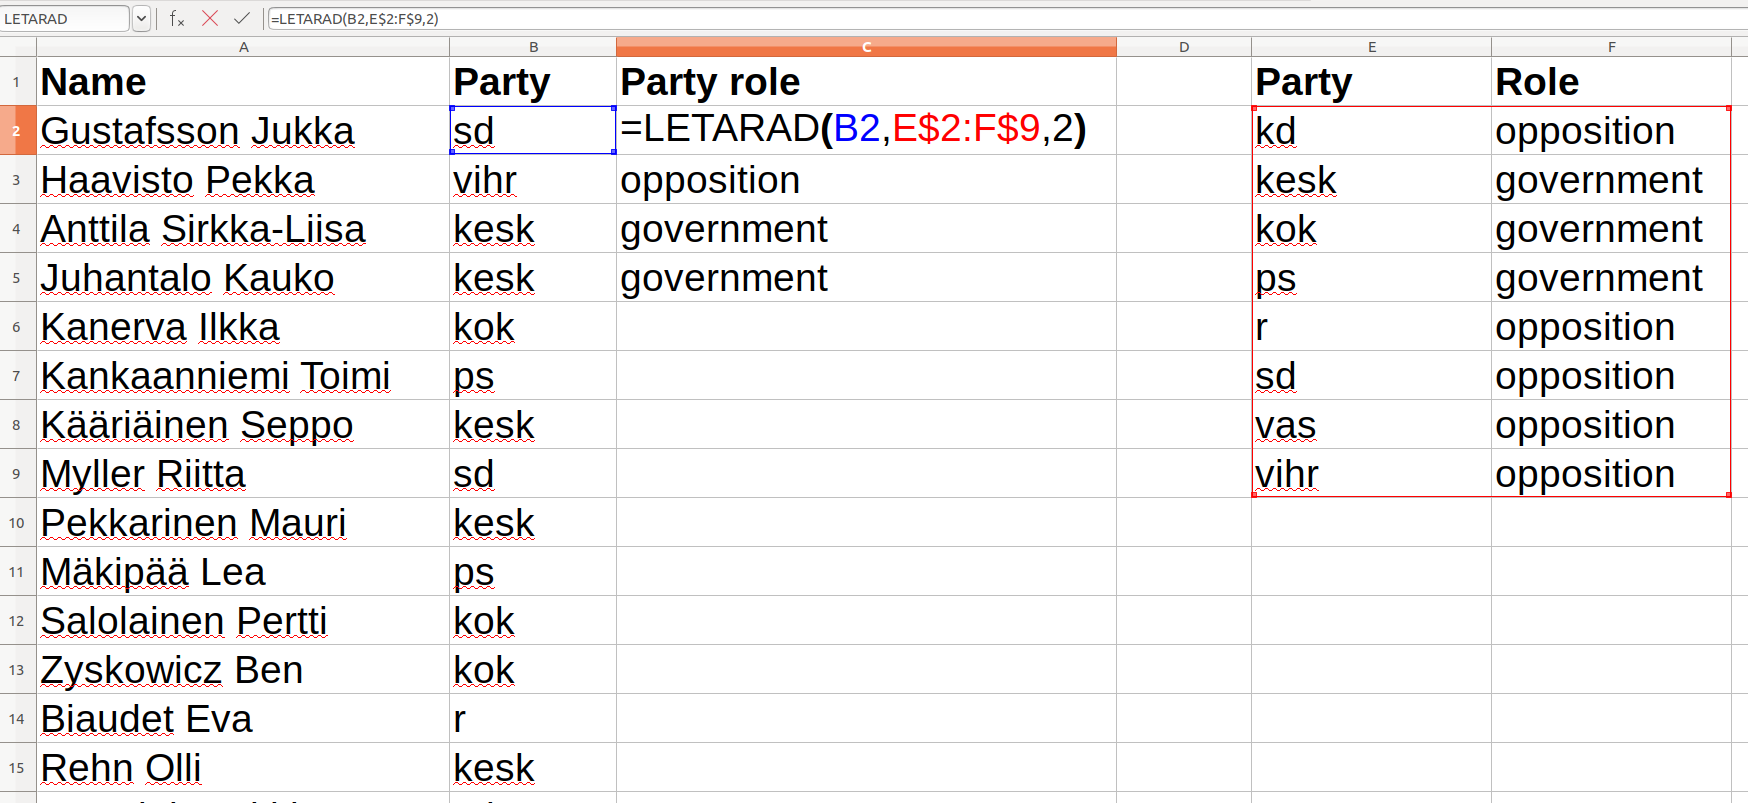 LETARAD fx =LETARAD(B2,E$2:F$9,2)
A B C D E F
1 Name Party Party role Party Role
2 Gustafsson Jukka sd =LETARAD(B2,E$2:F$9,2) kd opposition
3 Haavisto Pekka vihr opposition kesk government
4 Anttila Sirkka-Liisa kesk government kok government
5 Juhantalo Kauko kesk government ps government
6 Kanerva Ilkka kok r opposition
7 Kankaanniemi Toimi ps sd opposition
8 Kääriäinen Seppo kesk vas opposition
9 Myller Riitta sd vihr opposition
10 Pekkarinen Mauri kesk
11 Mäkipää Lea ps
12 Salolainen Pertti kok
13 Zyskowicz Ben kok
14 Biaudet Eva r
15 Rehn Olli kesk